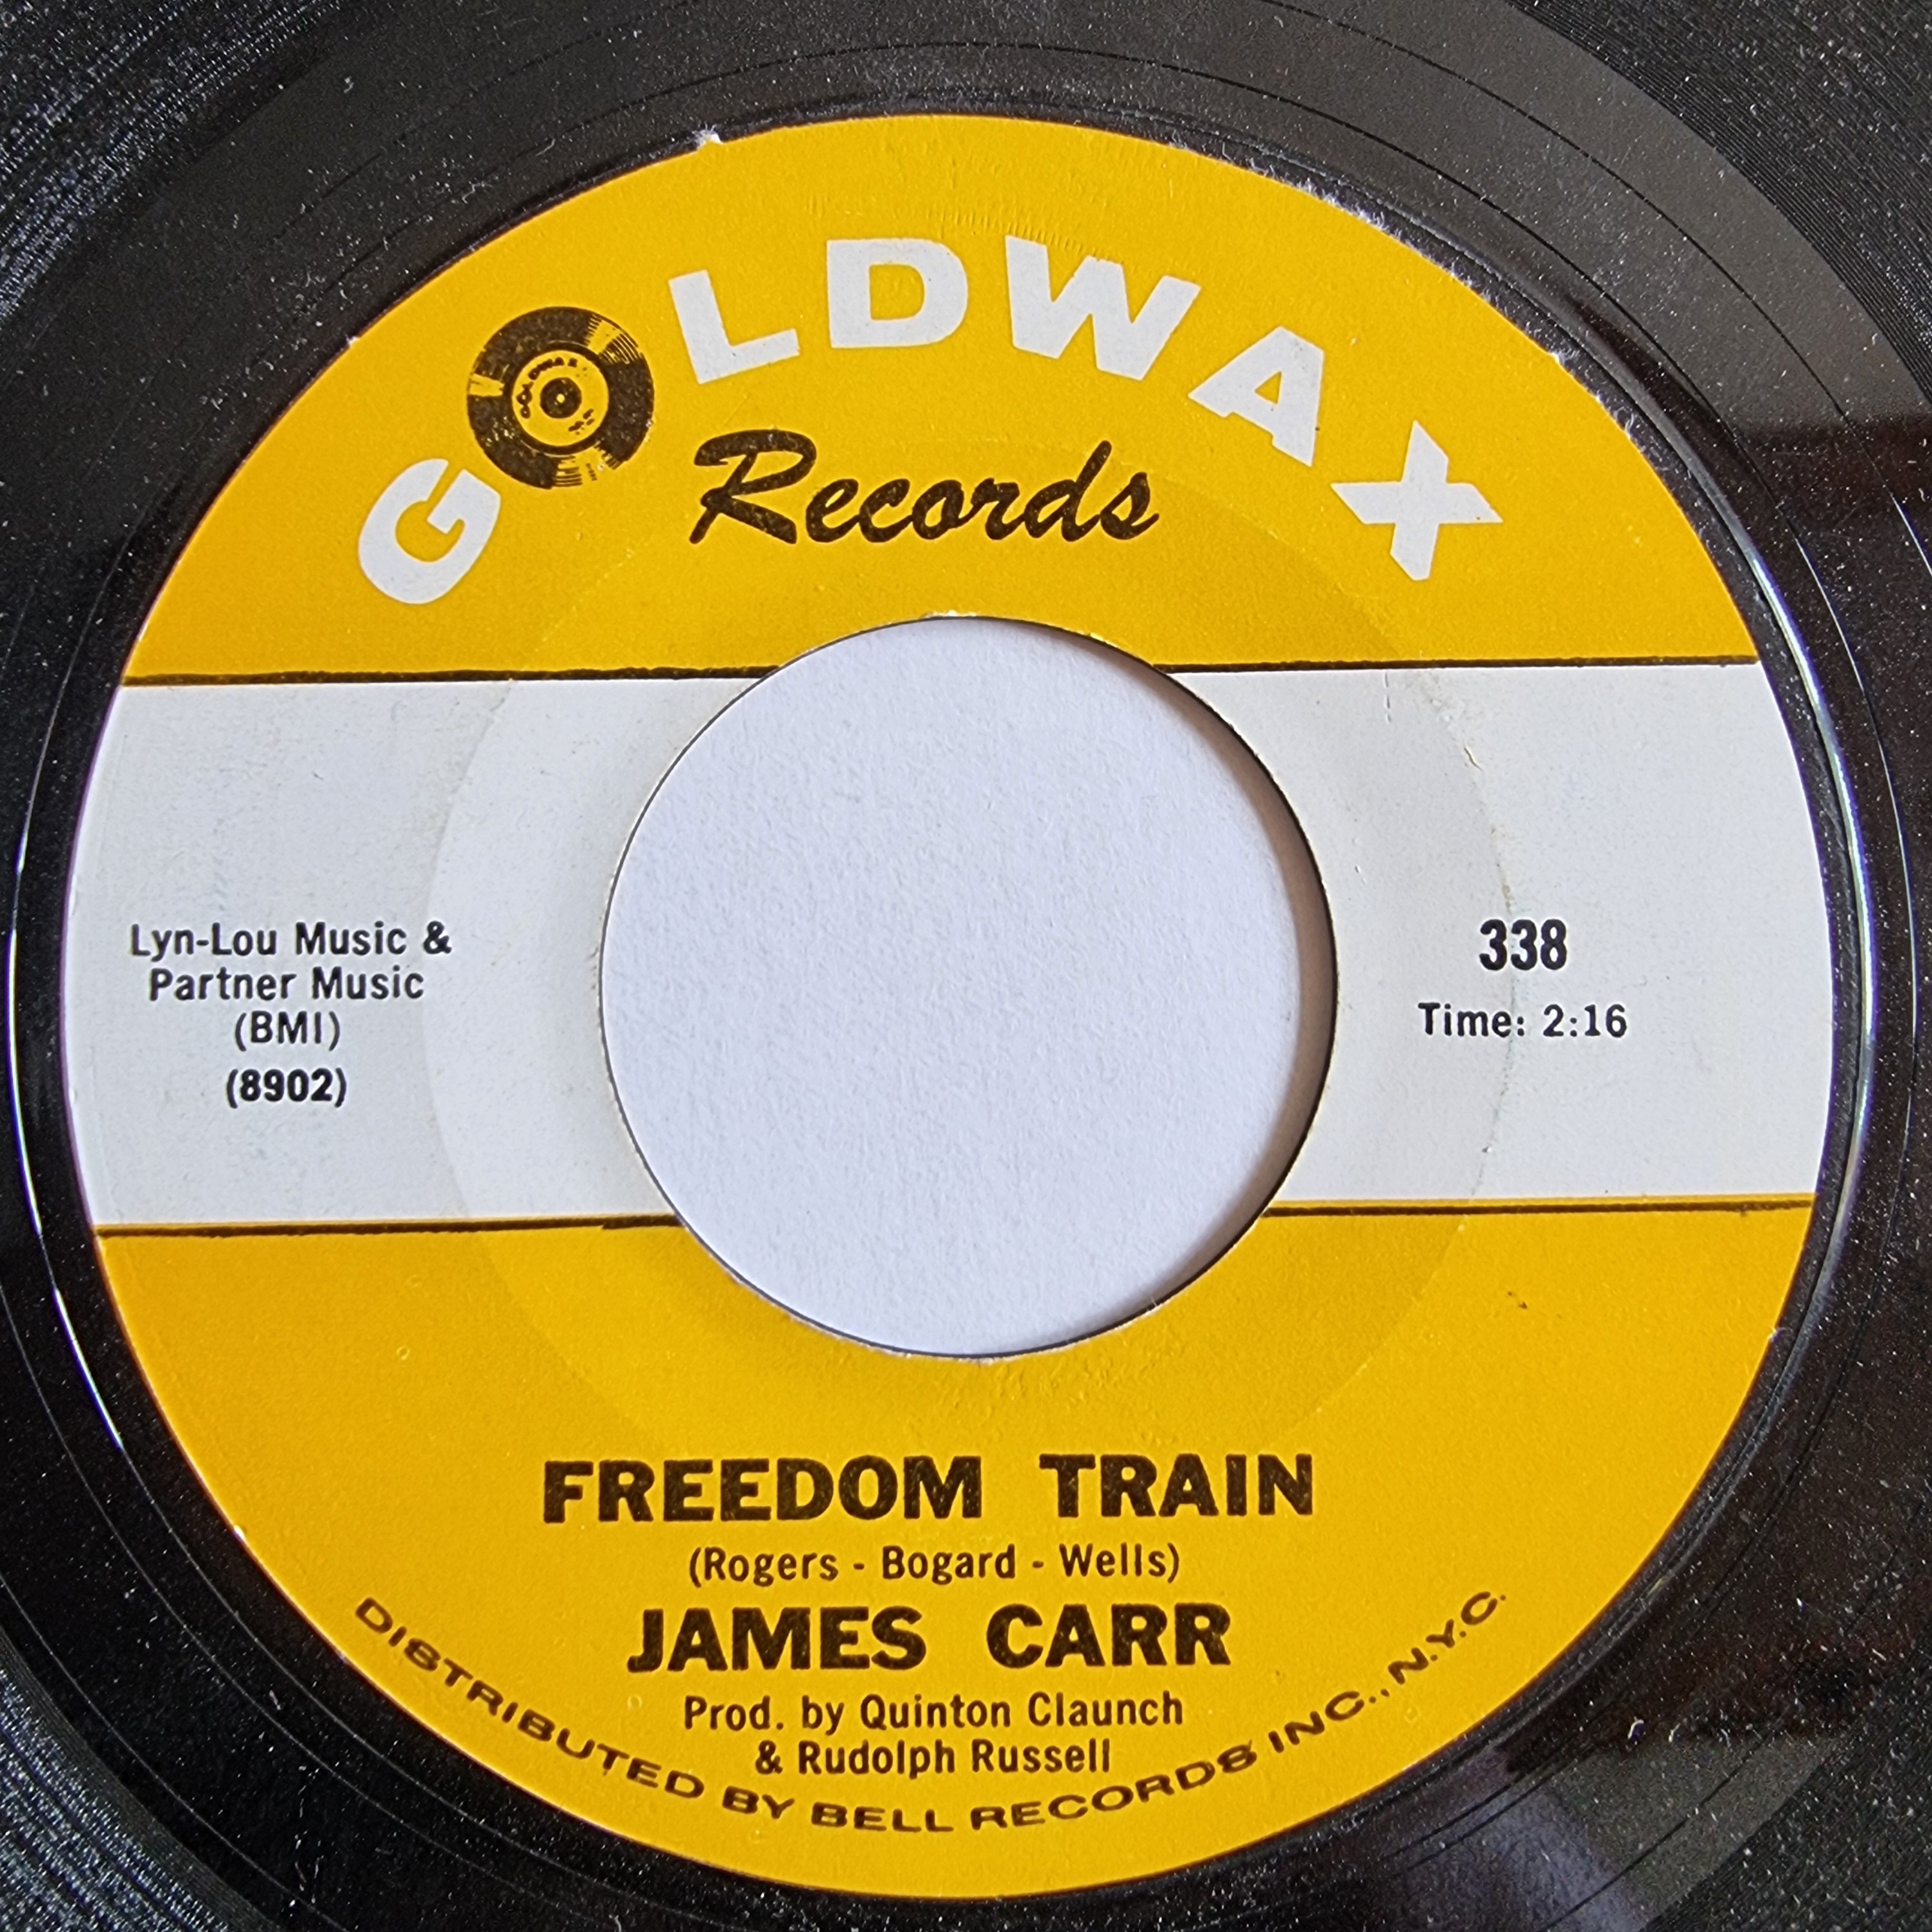 GOLDWAX
Records
Lyn-Lou Music &
Partner Music
(BMI)
(8902)
338
Time: 2:16
FREEDOM TRAIN
(Rogers - Bogard - Wells)
JAMES CARR
Prod. by Quinton Claunch
& Rudolph Russell
DISTRIBUTED BY BELL RECORDS INC., N.Y.C.